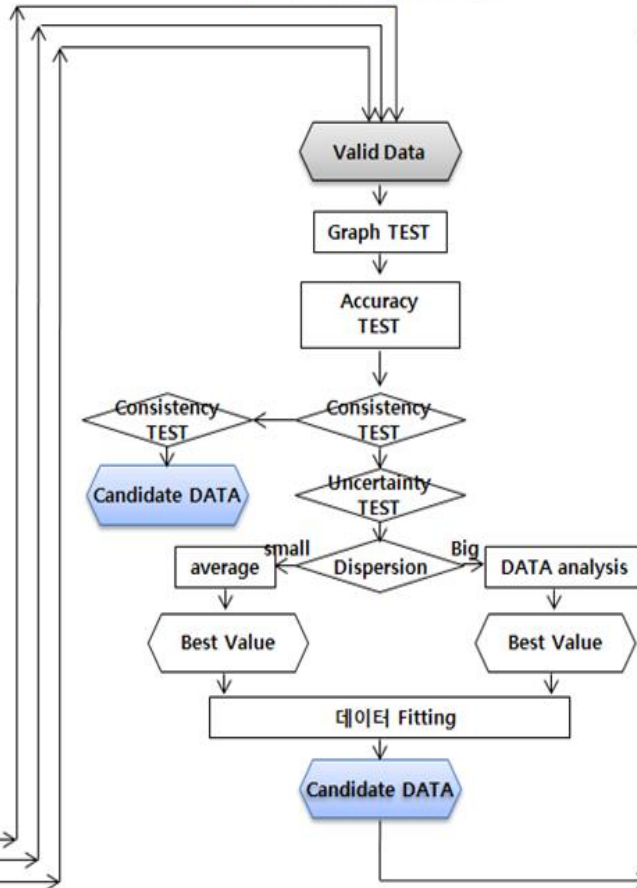 Valid Data
Graph TEST
Accuracy
TEST
Consistency
TEST
Consistency
TEST
Candidate DATA
Uncertainty
TEST
small
Big
average
Dispersion
DATA analysis
Best Value
Best Value
데이터 Fitting
Candidate DATA